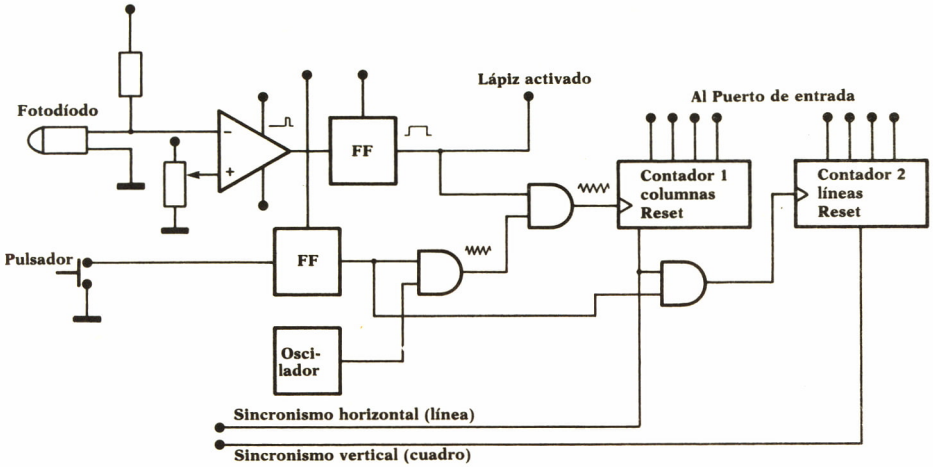 Lápiz activado
Al Puerto de entrada
Fotodíodo
−
+
FF
Contador 1
columnas
Reset
Contador 2
líneas
Reset
Pulsador
FF
Osci-
lador
Sincronismo horizontal (línea)
Sincronismo vertical (cuadro)